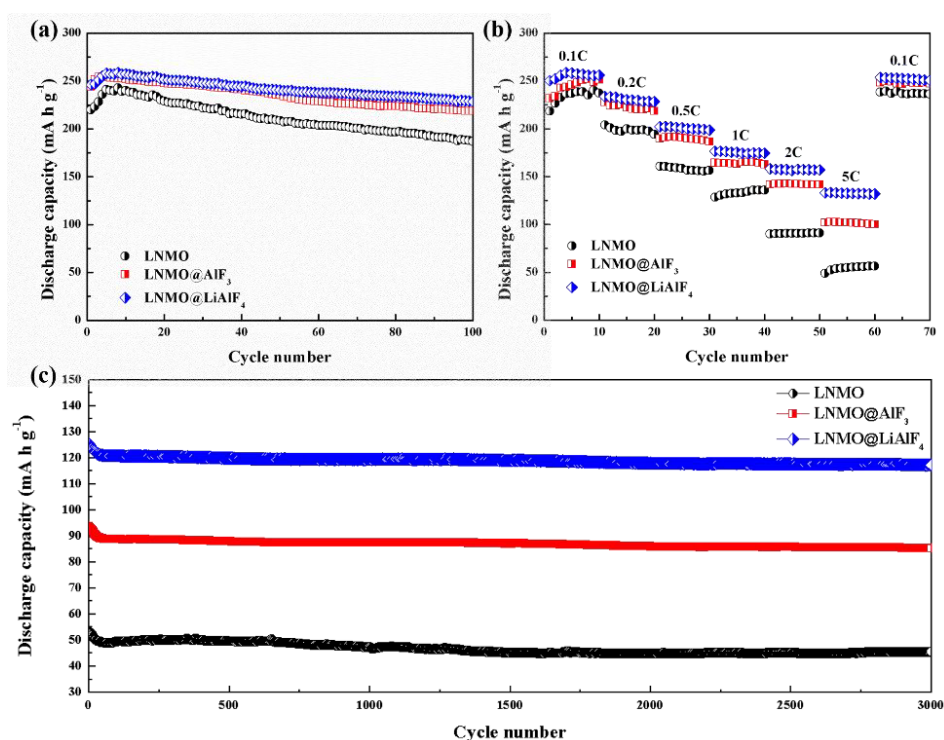 (a)
300
250
200
150
100
50
0
Discharge capacity (mA h g⁻¹)
LNMO
LNMO@AlF₃
LNMO@LiAlF₄
0 20 40 60 80 100
Cycle number
(b)
300
250
200
150
100
50
0
Discharge capacity (mA h g⁻¹)
0.1C
0.2C
0.5C
1C
2C
5C
0.1C
LNMO
LNMO@AlF₃
LNMO@LiAlF₄
0 10 20 30 40 50 60 70
Cycle number
(c)
150
140
130
120
110
100
90
80
70
60
50
40
30
Discharge capacity (mA h g⁻¹)
LNMO
LNMO@AlF₃
LNMO@LiAlF₄
0 500 1000 1500 2000 2500 3000
Cycle number